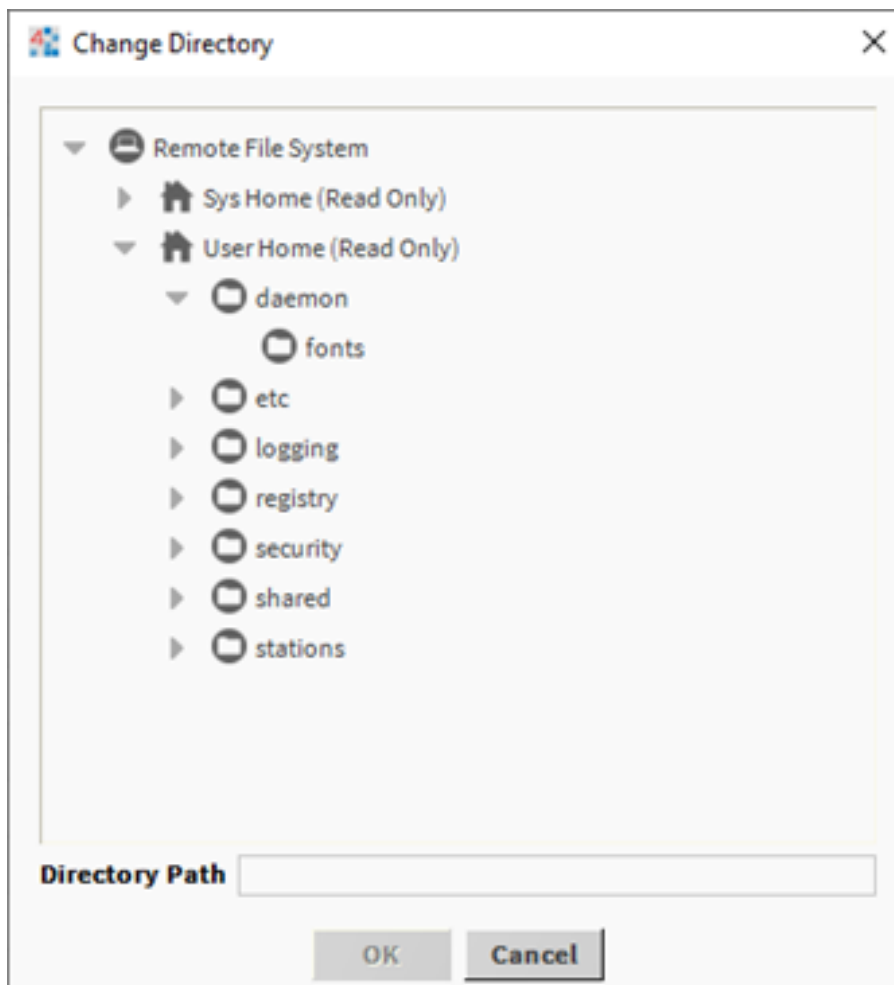 Change Directory
Remote File System
Sys Home (Read Only)
User Home (Read Only)
daemon
fonts
etc
logging
registry
security
shared
stations
Directory Path
OK Cancel